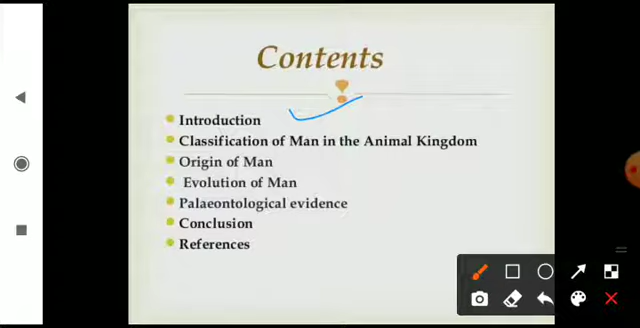 Contents
Introduction
Classification of Man in the Animal Kingdom
Origin of Man
Evolution of Man
Palaeontological evidence
Conclusion
References